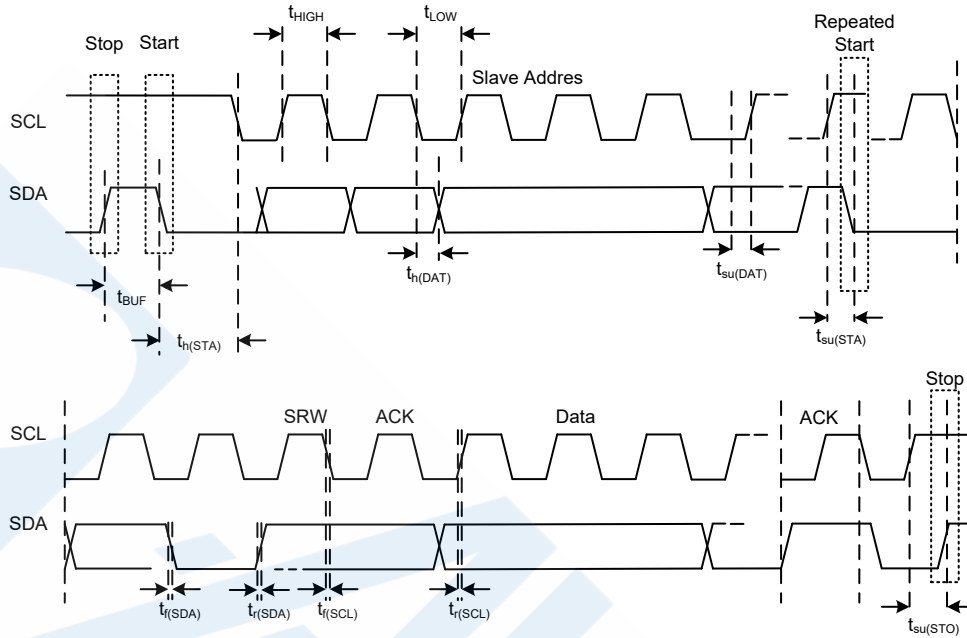 tHIGH tLOW
Repeated
Stop Start Start
Slave Addres
SCL
SDA
th(DAT) tsu(DAT)
tBUF
tsu(STA)
th(STA)
Stop
SRW ACK Data ACK
SCL
SDA
tf(SDA) tr(SDA) tf(SCL) tr(SCL)
tsu(STO)